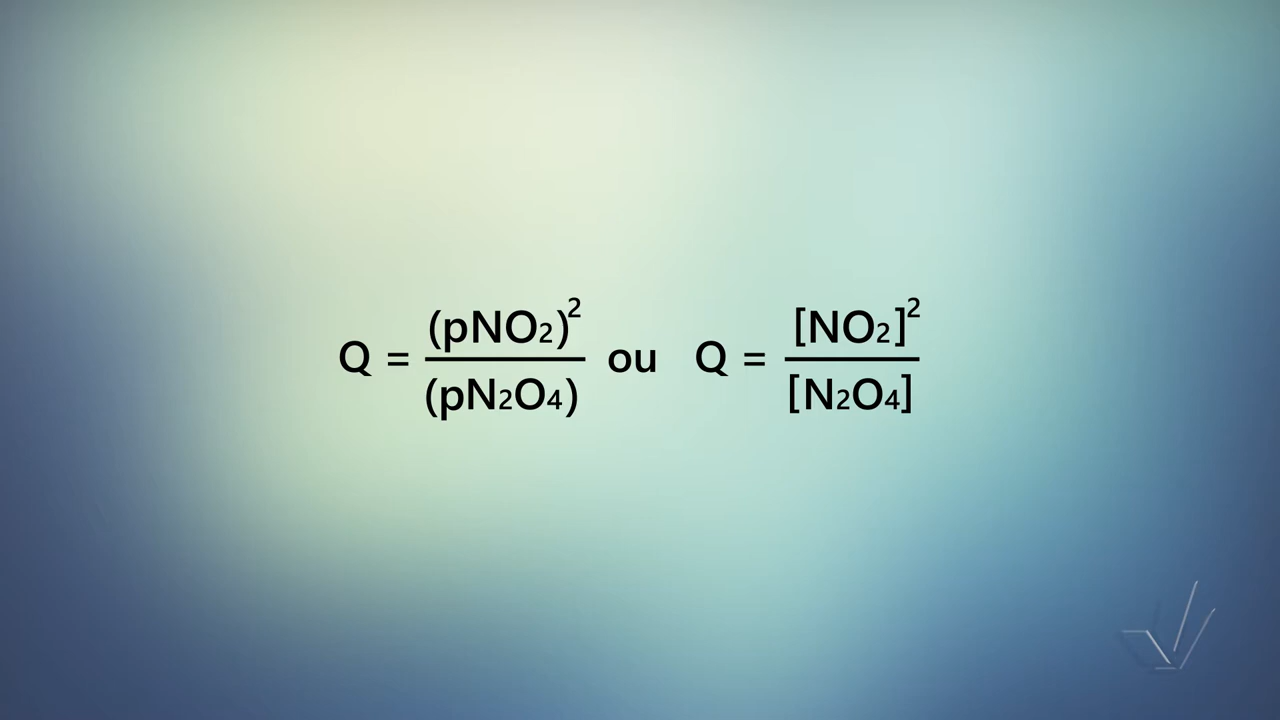 Q = (pNO₂)² / (pN₂O₄) ou Q = [NO₂]² / [N₂O₄]